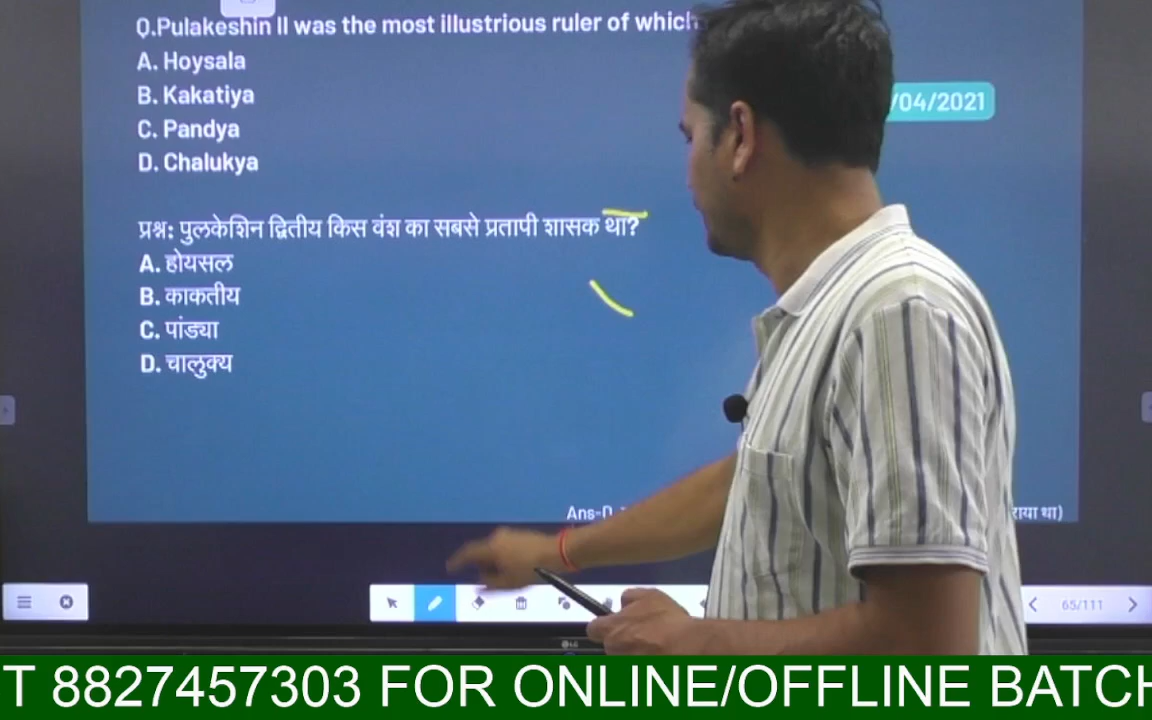 Q.Pulakeshin II was the most illustrious ruler of which
A. Hoysala
/04/2021
B. Kakatiya
C. Pandya
D. Chalukya
प्रश्न: पुलकेशिन द्वितीय किस वंश का सबसे प्रतापी शासक था?
A. होयसल
B. काकतीय
C. पांड्या
D. चालुक्य
Ans-D
राया था)
65/111
LG
T 8827457303 FOR ONLINE/OFFLINE BATCH